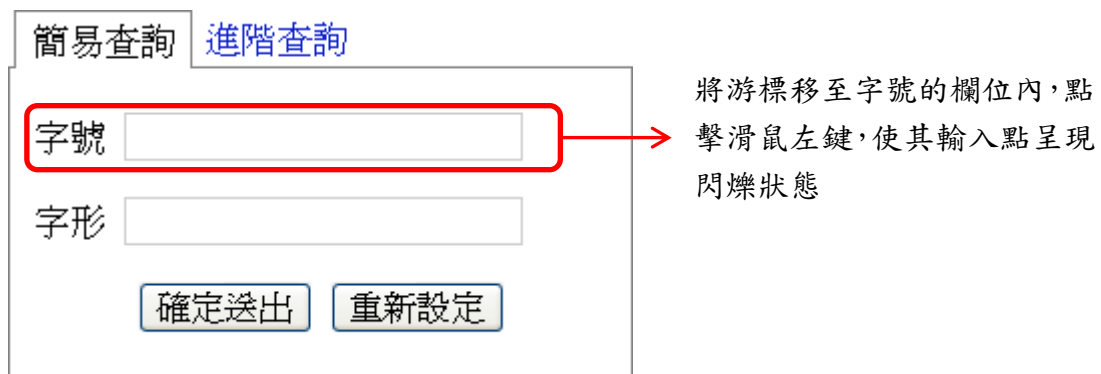 簡易查詢 進階查詢
字號
字形
確定送出 重新設定
將游標移至字號的欄位內，點
擊滑鼠左鍵，使其輸入點呈現
閃爍狀態